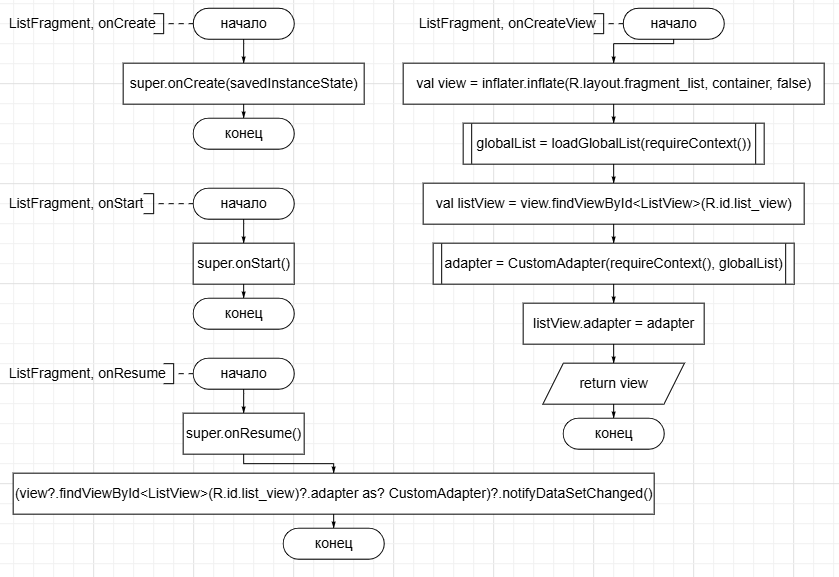 ListFragment, onCreate
начало
super.onCreate(savedInstanceState)
конец
ListFragment, onStart
начало
super.onStart()
конец
ListFragment, onResume
начало
super.onResume()
(view?.findViewById<ListView>(R.id.list_view)?.adapter as? CustomAdapter)?.notifyDataSetChanged()
конец
ListFragment, onCreateView
начало
val view = inflater.inflate(R.layout.fragment_list, container, false)
globalList = loadGlobalList(requireContext())
val listView = view.findViewById<ListView>(R.id.list_view)
adapter = CustomAdapter(requireContext(), globalList)
listView.adapter = adapter
return view
конец